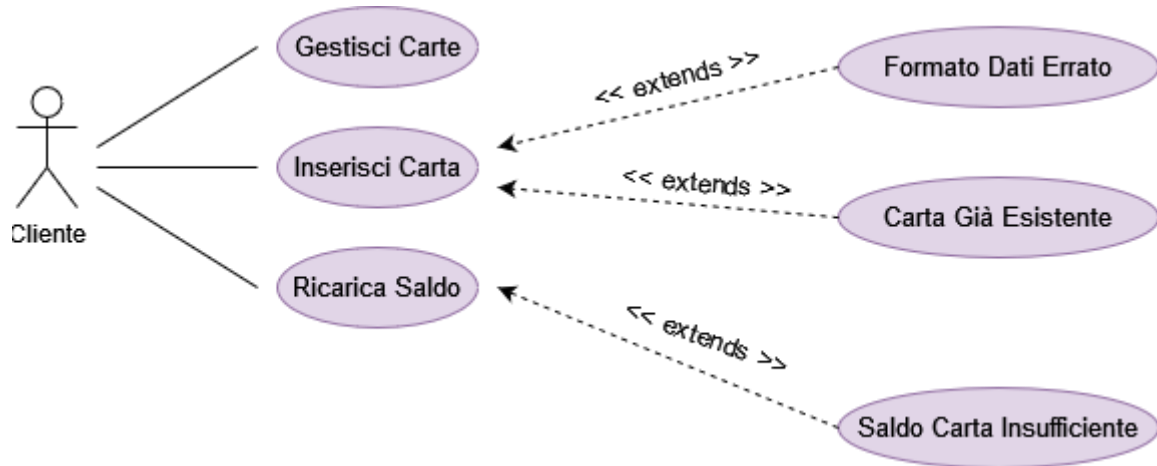 Gestisci Carte
Formato Dati Errato
<< extends >>
Inserisci Carta
<< extends >>
Carta Già Esistente
Cliente
Ricarica Saldo
<< extends >>
Saldo Carta Insufficiente